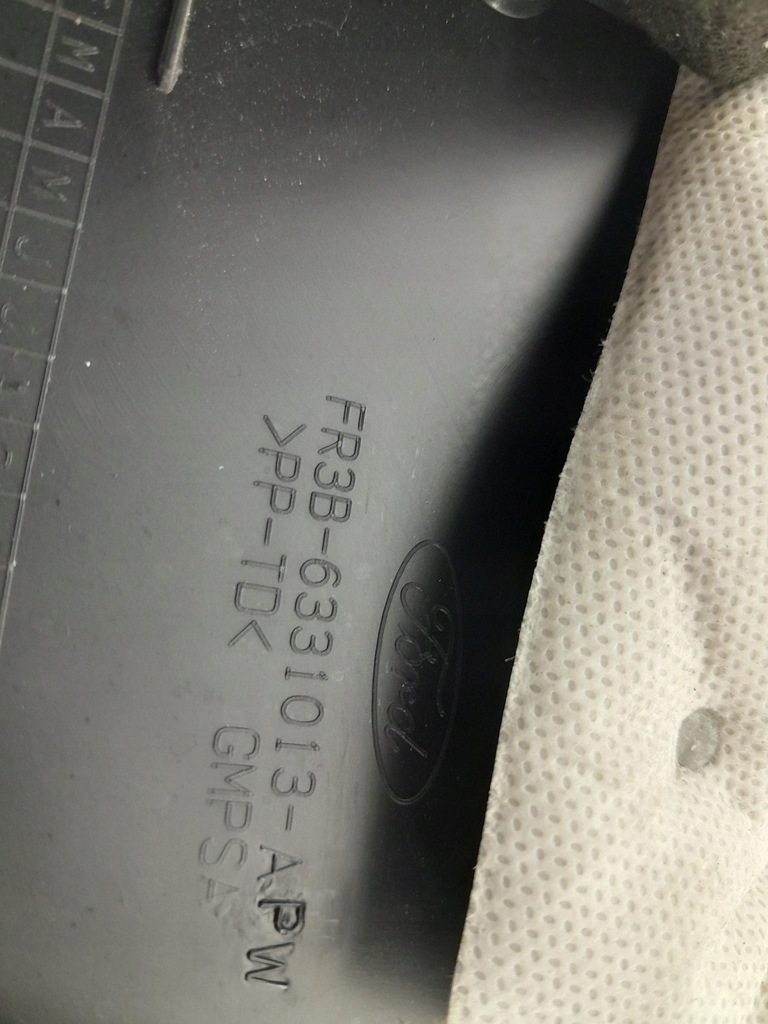 Ford
FR3B-6331013-APW
>PP-TD<
GMPSA
M A M J J